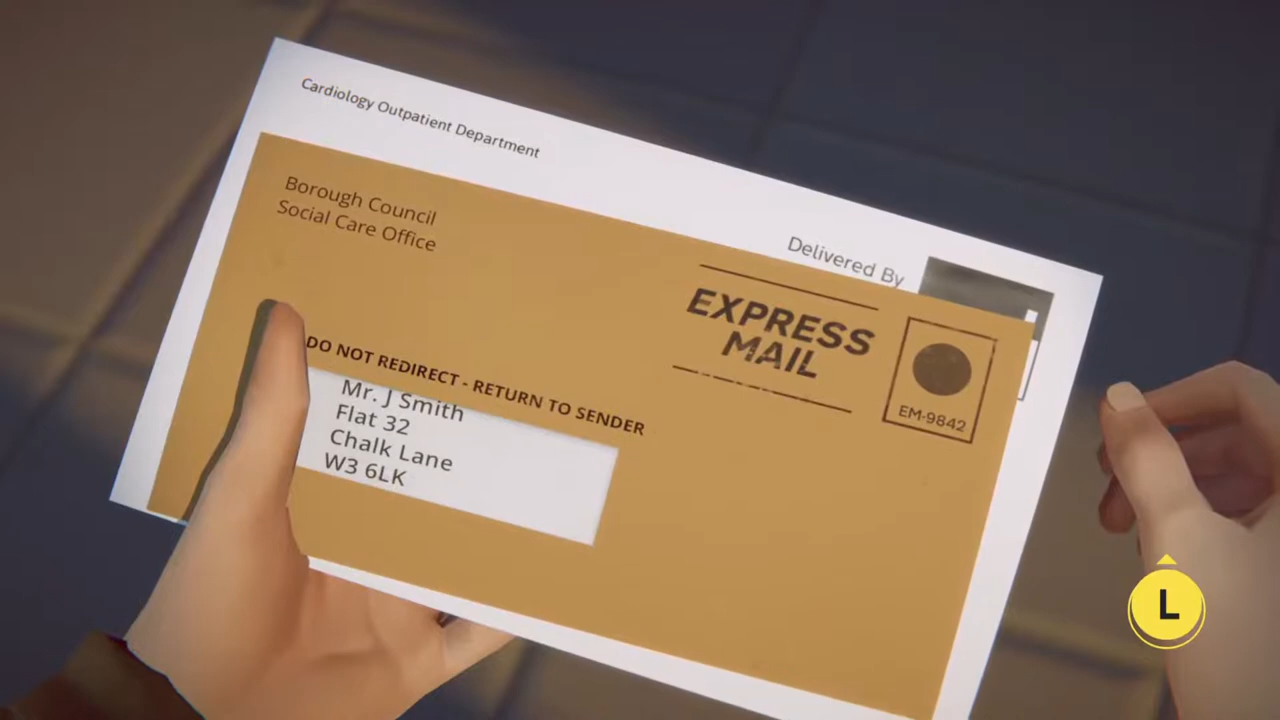 Cardiology Outpatient Department
Borough Council
Social Care Office
Delivered By
EXPRESS
MAIL
EM-9842
DO NOT REDIRECT - RETURN TO SENDER
Mr. J Smith
Flat 32
Chalk Lane
W3 6LK
L